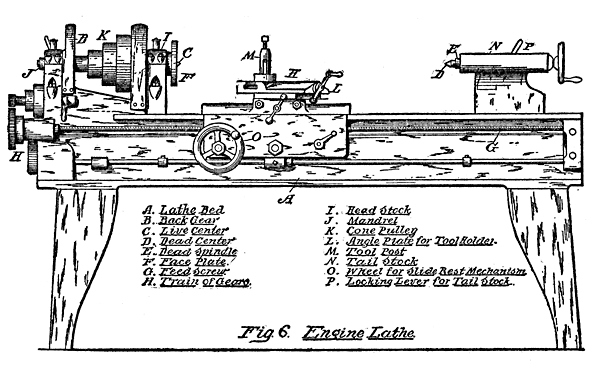 B
K
I
J
C
F
M
H
L
E
N
P
D
O
H
G
A
A. Lathe Bed
B. Back Gear
C. Live Center
D. Dead Center
E. Dead Spindle
F. Face Plate.
G. Feed Screw
H. Train of Gears.
I. Head Stock
J. Mandrel
K. Cone Pulley
L. Angle Plate for Tool Holder.
M. Tool Post
N. Tail Stock
O. Wheel for Slide Rest Mechanism
P. Locking Lever for Tail Stock.
Fig. 6. Engine Lathe.